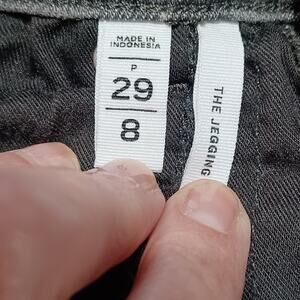 MADE IN
INDONESIA
P
29
8
THE JEGGING